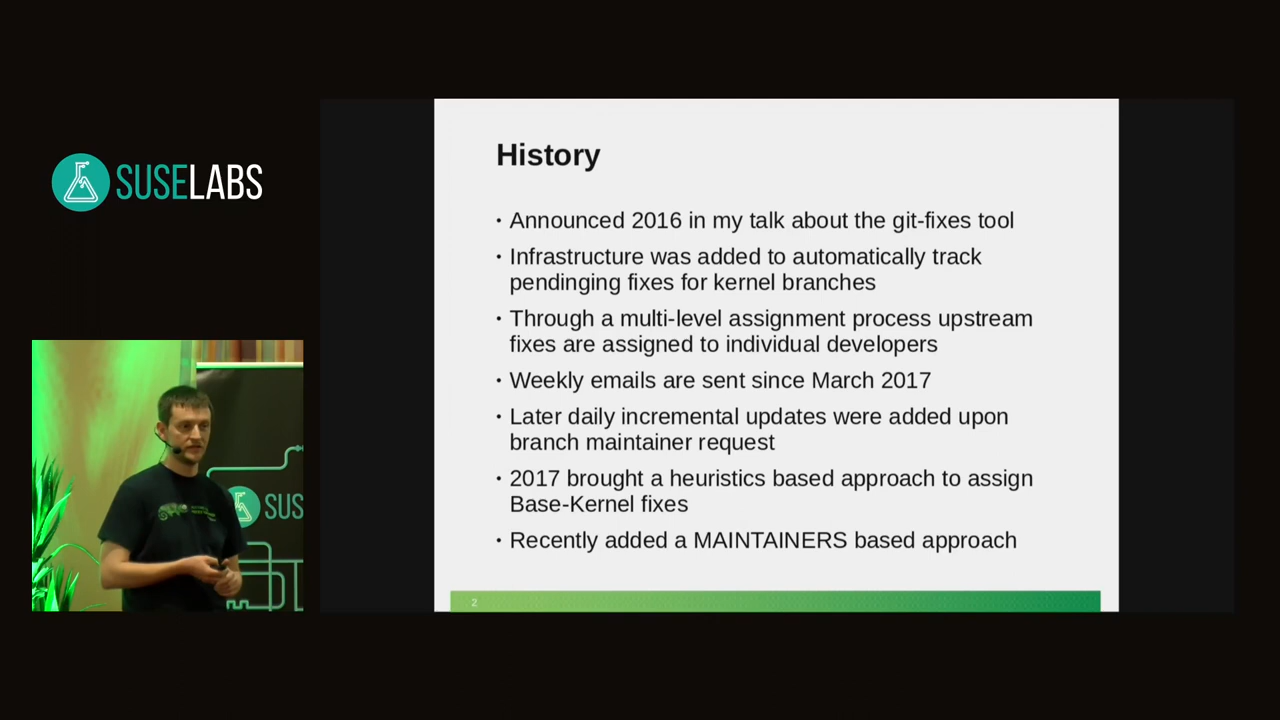 SUSELABS
History
• Announced 2016 in my talk about the git-fixes tool
• Infrastructure was added to automatically track
pendinging fixes for kernel branches
• Through a multi-level assignment process upstream
fixes are assigned to individual developers
• Weekly emails are sent since March 2017
• Later daily incremental updates were added upon
branch maintainer request
• 2017 brought a heuristics based approach to assign
Base-Kernel fixes
• Recently added a MAINTAINERS based approach
2
SUS